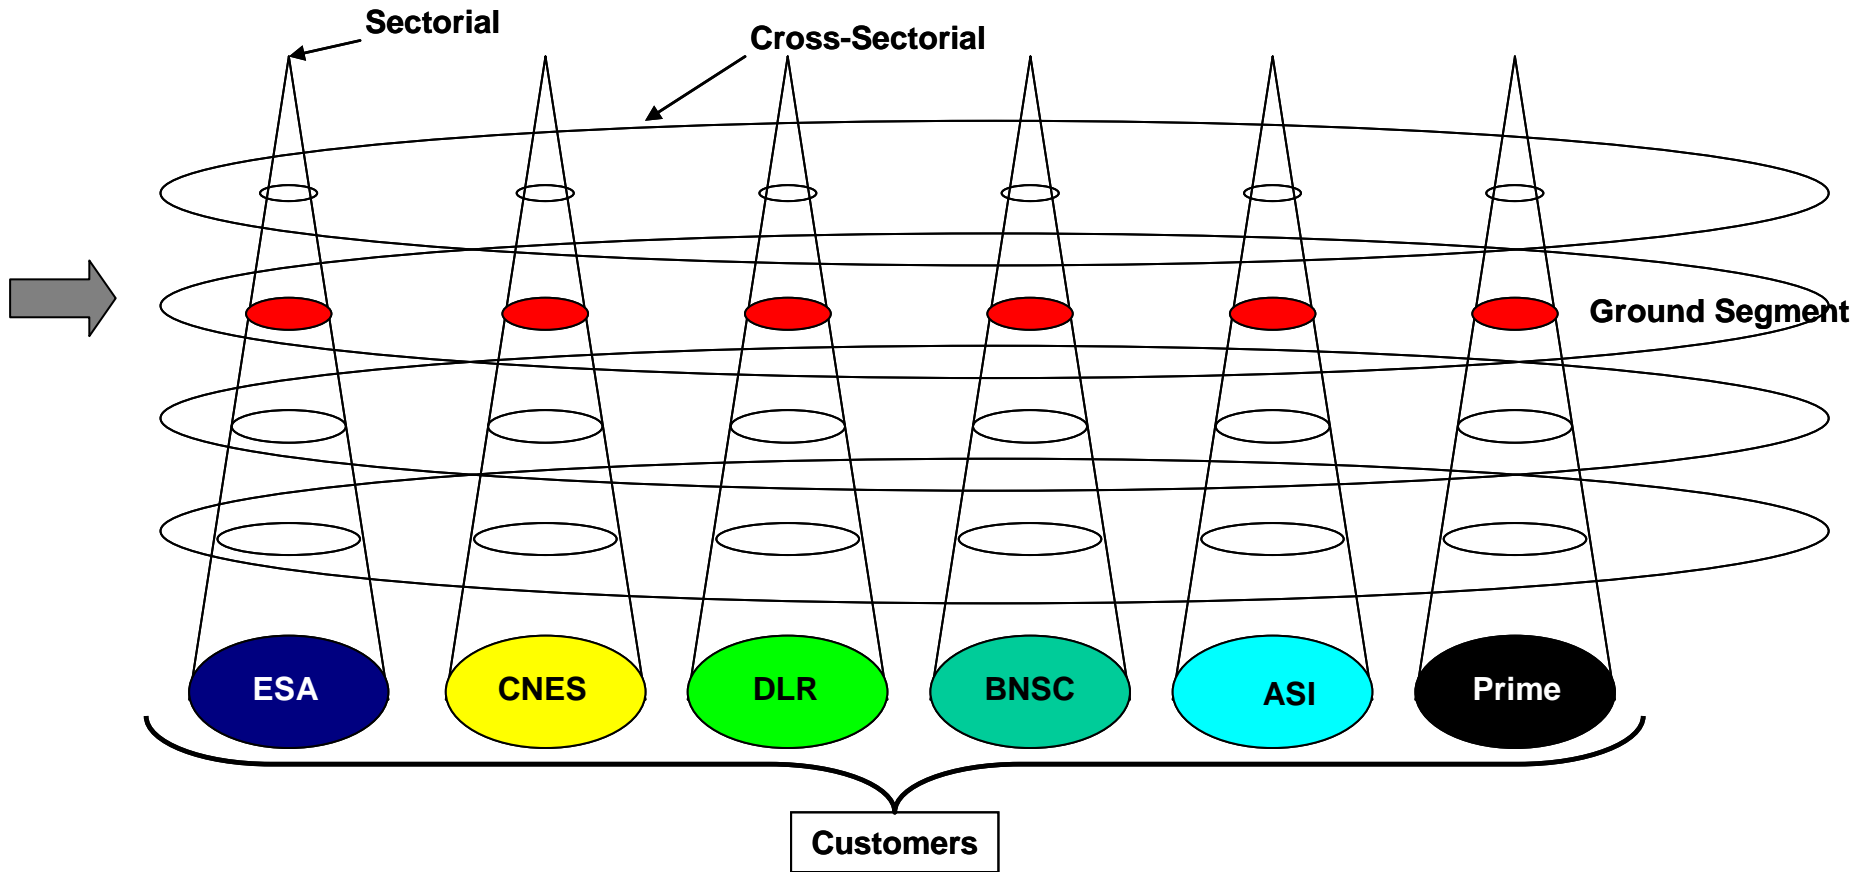 Sectorial
Cross-Sectorial
Ground Segment
ESA
CNES
DLR
BNSC
ASI
Prime
Customers